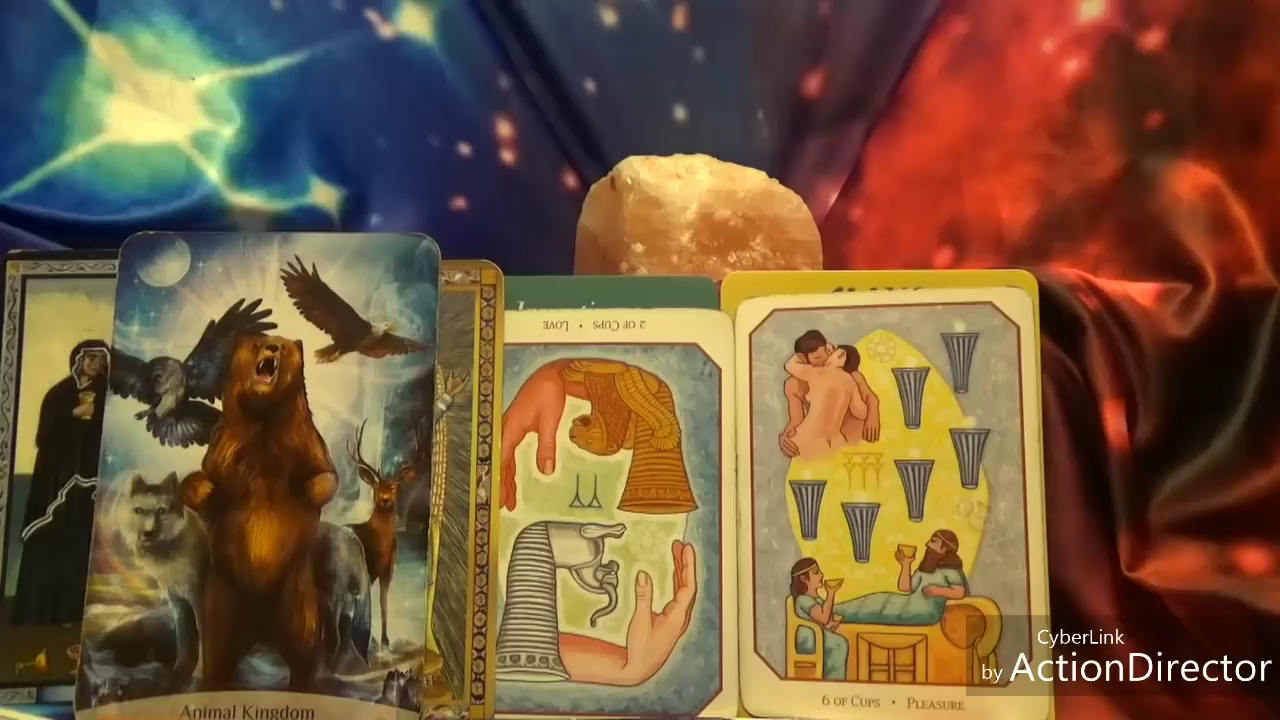 2 OF CUPS • LOVE
6 OF CUPS • PLEASURE
Animal Kingdom
CyberLink
by ActionDirector